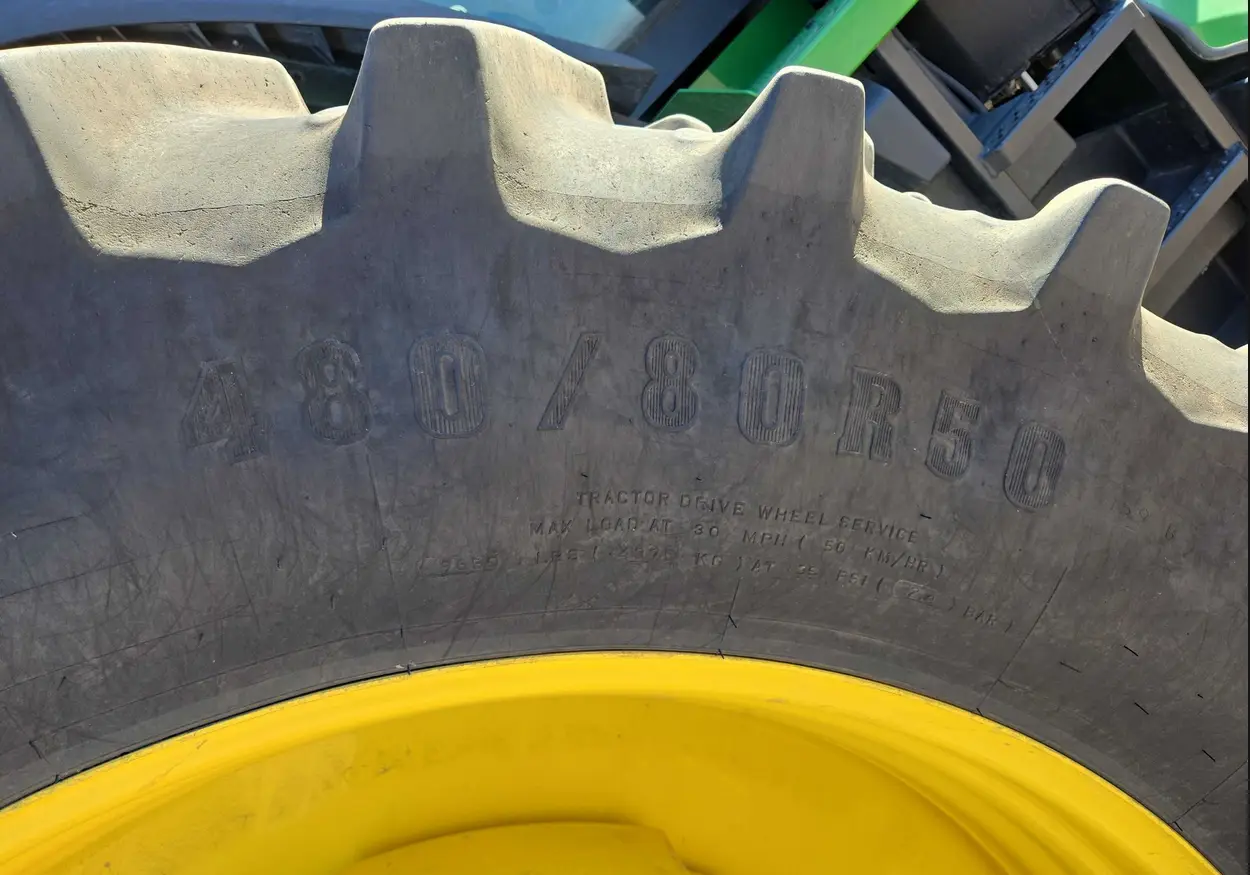 480/80R50
TRACTOR DRIVE WHEEL SERVICE
MAX LOAD AT 30 MPH ( 50 KM/HR )
LBS ( KG ) AT PSI ( BAR )